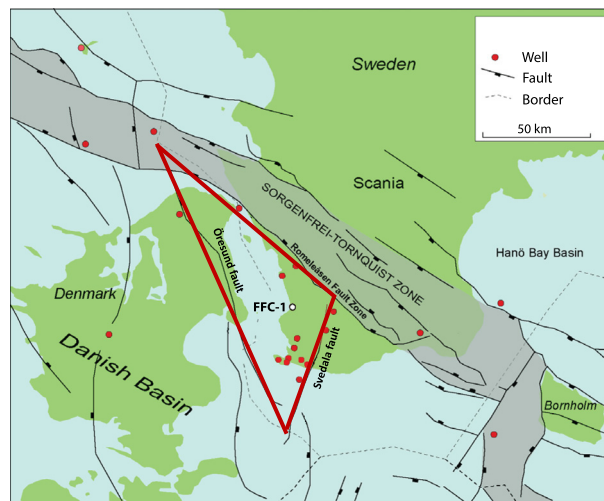 Sweden
Well
Fault
Border
50 km
Scania
SORGENFREI-TORNQUIST ZONE
Hanö Bay Basin
Öresund fault
Romeleåsen Fault Zone
Denmark
FFC-1
Danish Basin
Svedala fault
Bornholm